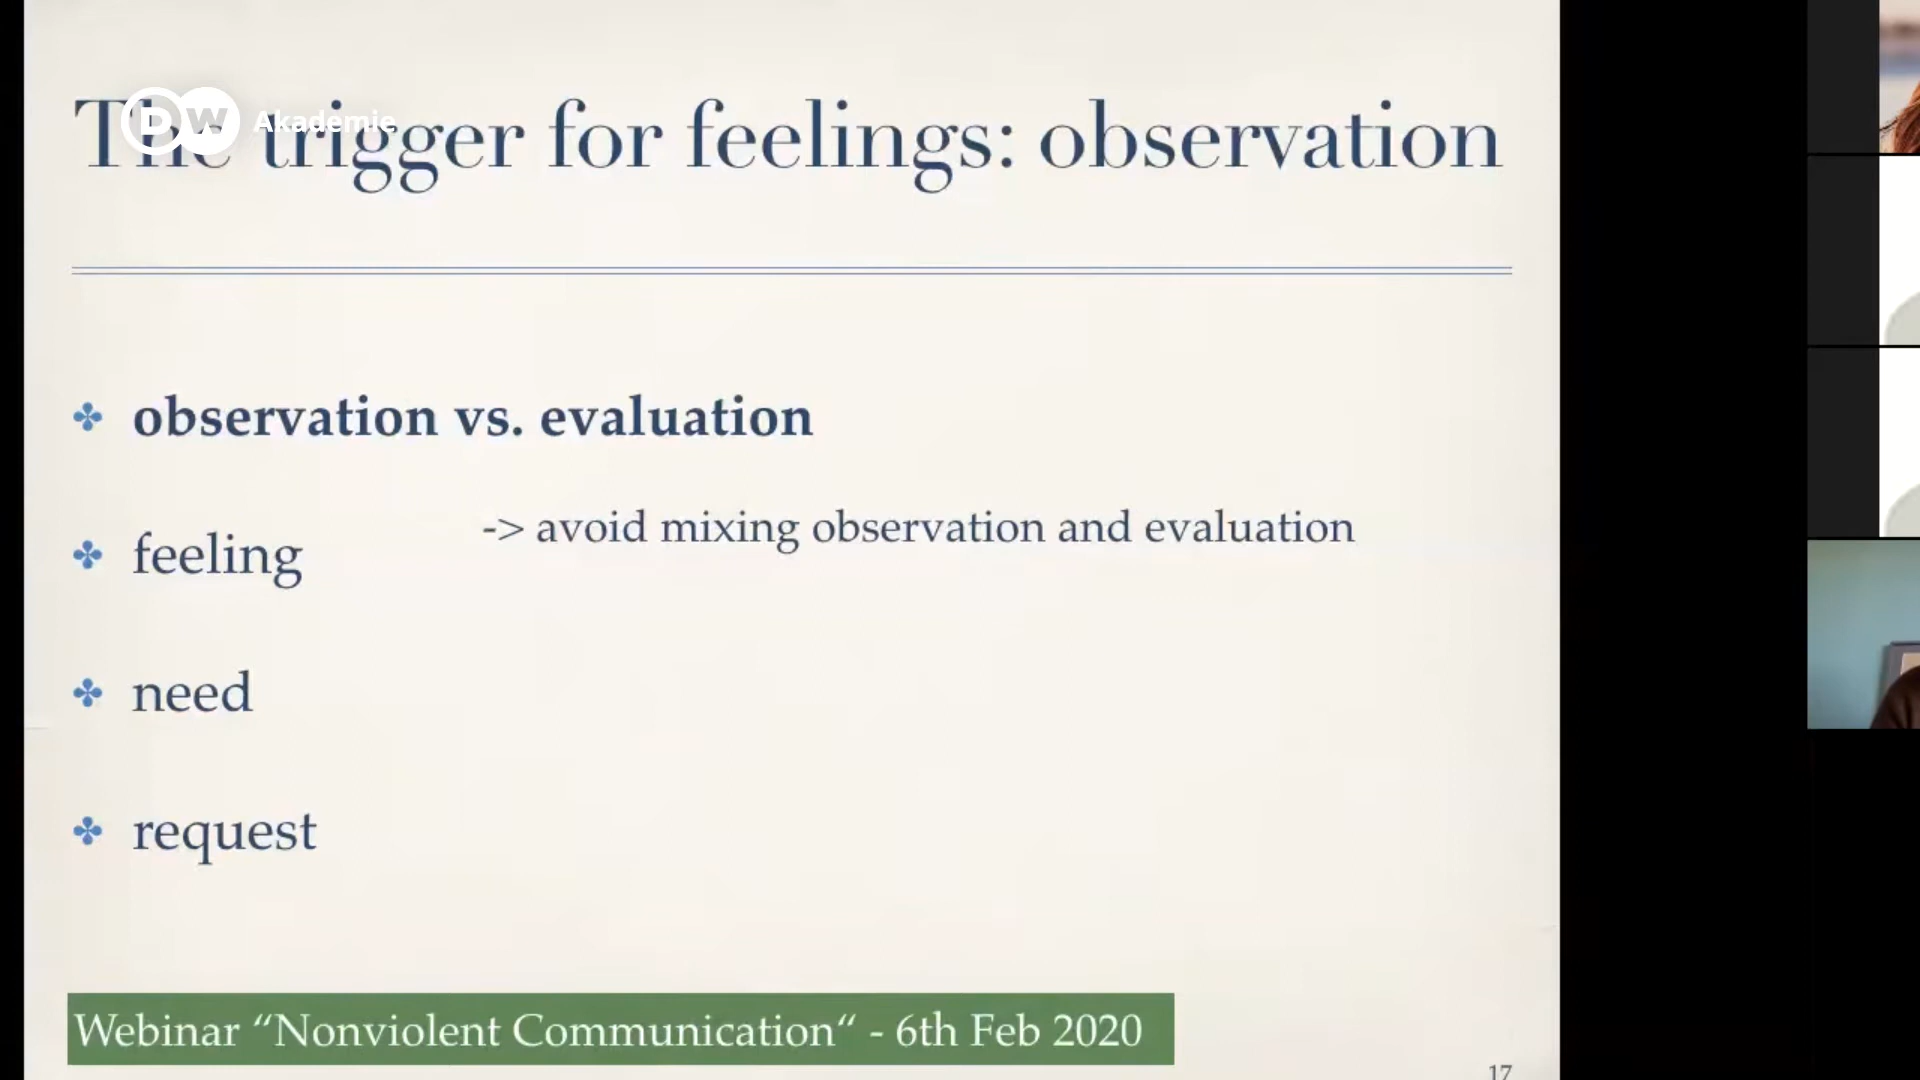 The trigger for feelings: observation
DW Akademie
observation vs. evaluation
-> avoid mixing observation and evaluation
feeling
need
request
Webinar “Nonviolent Communication“ - 6th Feb 2020
17